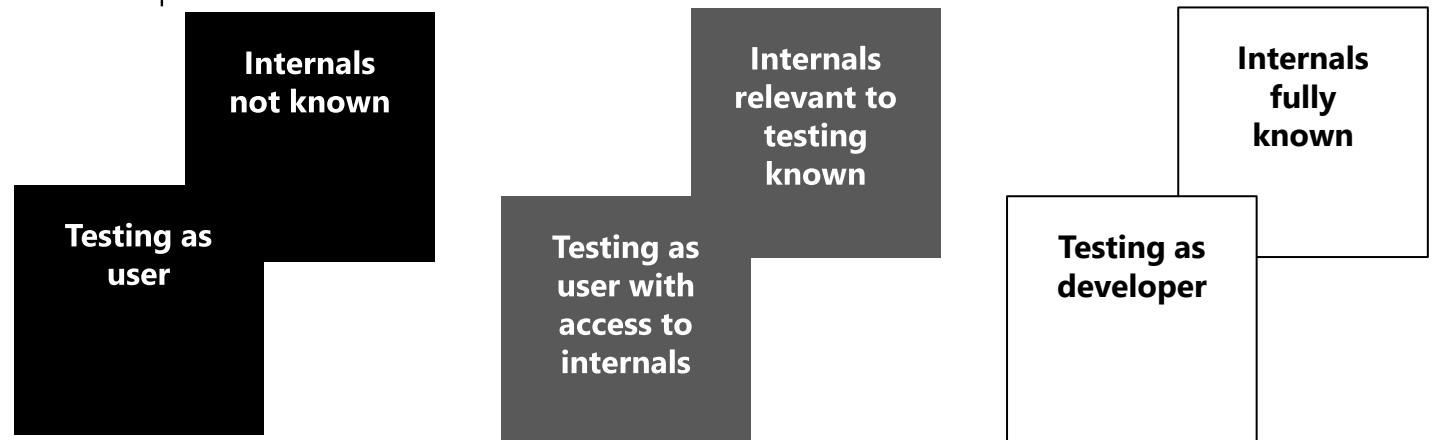 Internals
not known
Testing as
user
Internals
relevant to
testing
known
Testing as
user with
access to
internals
Internals
fully
known
Testing as
developer